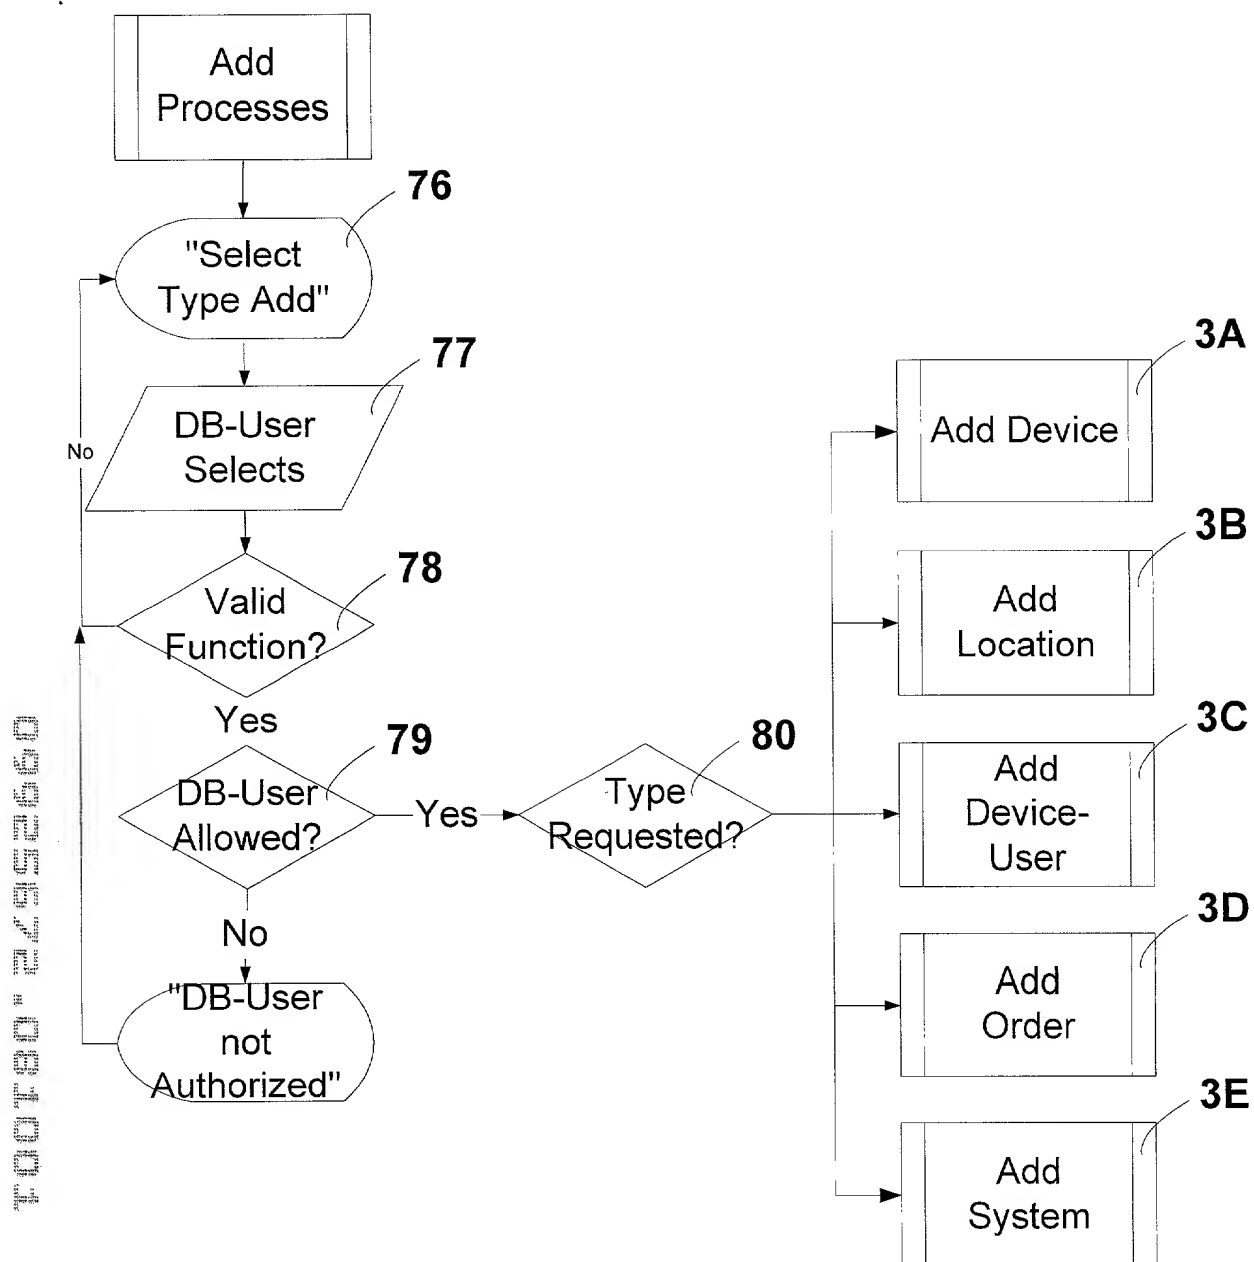 Add
Processes
76
"Select
Type Add"
77
DB-User
Selects
No
78
Valid
Function?
Yes
79
DB-User
Allowed?
Yes
80
Type
Requested?
No
"DB-User
not
Authorized"
3A
Add Device
3B
Add
Location
3C
Add
Device-
User
3D
Add
Order
3E
Add
System